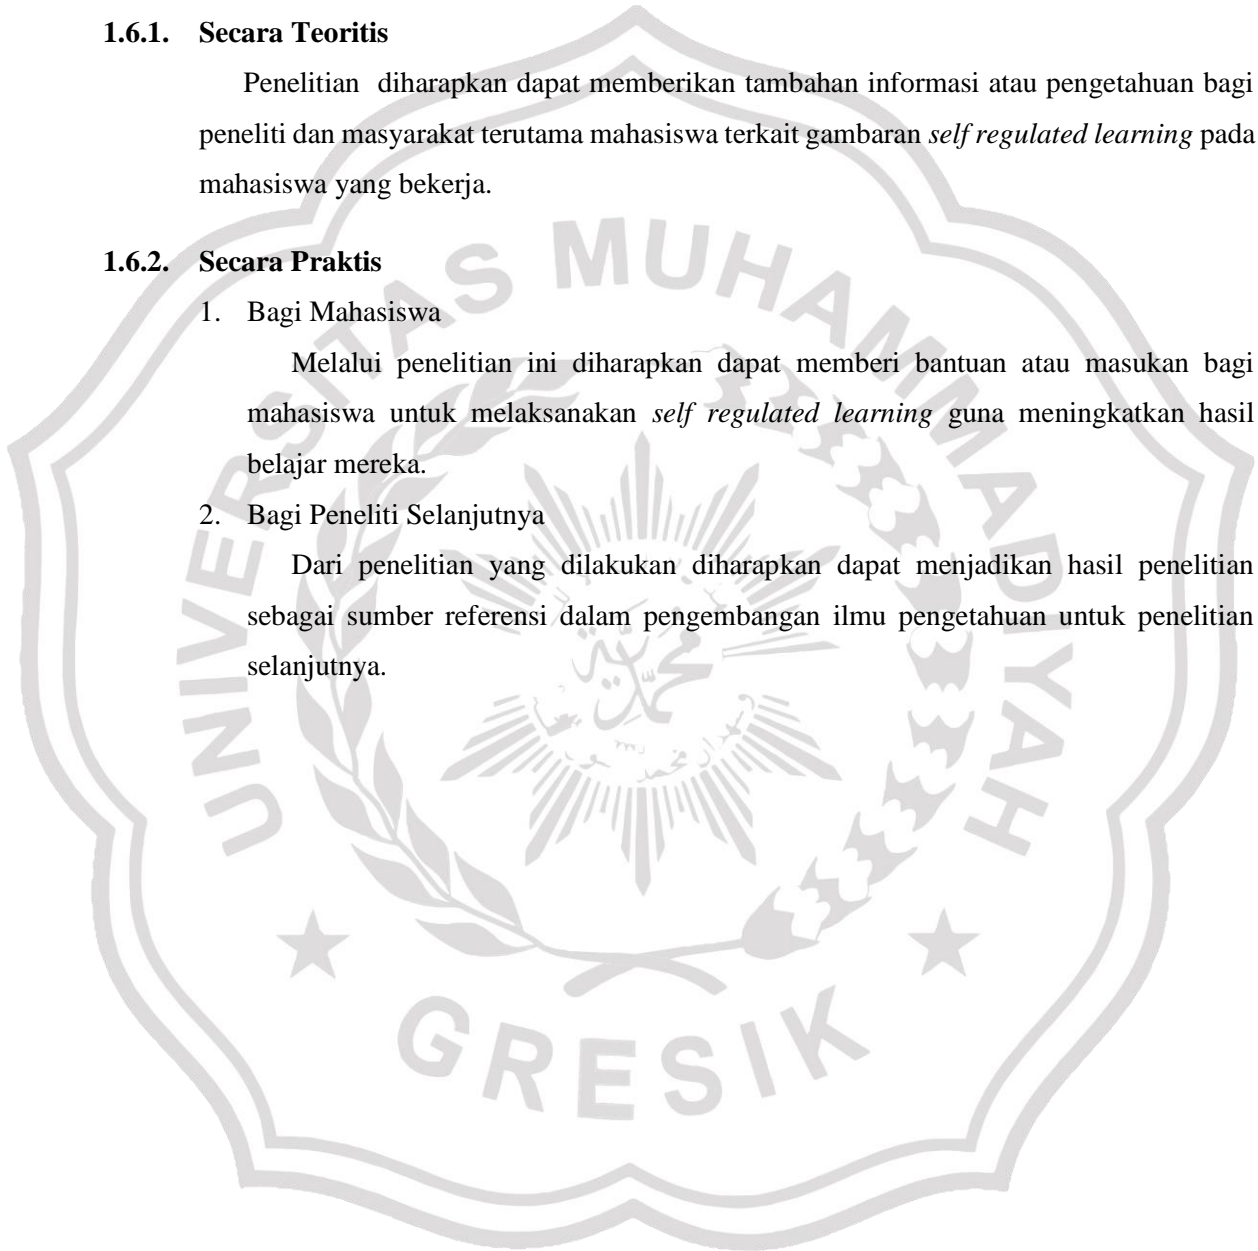 1.6.1. Secara Teoritis
Penelitian diharapkan dapat memberikan tambahan informasi atau pengetahuan bagi
peneliti dan masyarakat terutama mahasiswa terkait gambaran self regulated learning pada
mahasiswa yang bekerja.
1.6.2. Secara Praktis
1. Bagi Mahasiswa
Melalui penelitian ini diharapkan dapat memberi bantuan atau masukan bagi
mahasiswa untuk melaksanakan self regulated learning guna meningkatkan hasil
belajar mereka.
2. Bagi Peneliti Selanjutnya
Dari penelitian yang dilakukan diharapkan dapat menjadikan hasil penelitian
sebagai sumber referensi dalam pengembangan ilmu pengetahuan untuk penelitian
selanjutnya.
UNIVERSITAS MUHAMMADIYAH
GRESIK